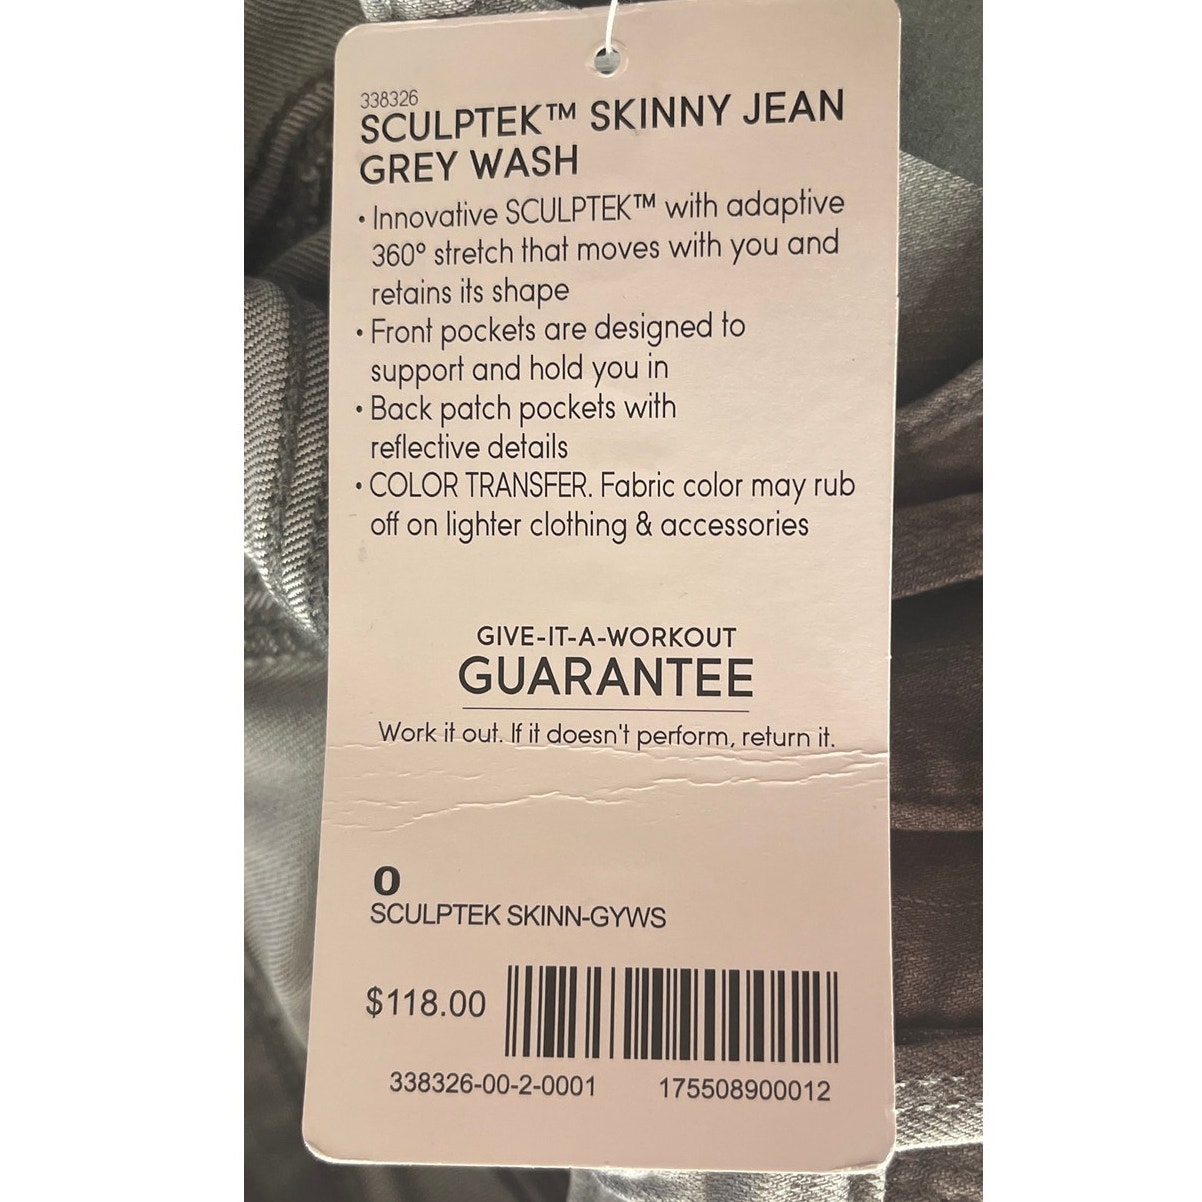 338326
SCULPTEK™ SKINNY JEAN
GREY WASH
• Innovative SCULPTEK™ with adaptive
360° stretch that moves with you and
retains its shape
• Front pockets are designed to
support and hold you in
• Back patch pockets with
reflective details
• COLOR TRANSFER. Fabric color may rub
off on lighter clothing & accessories
GIVE-IT-A-WORKOUT
GUARANTEE
Work it out. If it doesn't perform, return it.
0
SCULPTEK SKINN-GYWS
$118.00
338326-00-2-0001 175508900012